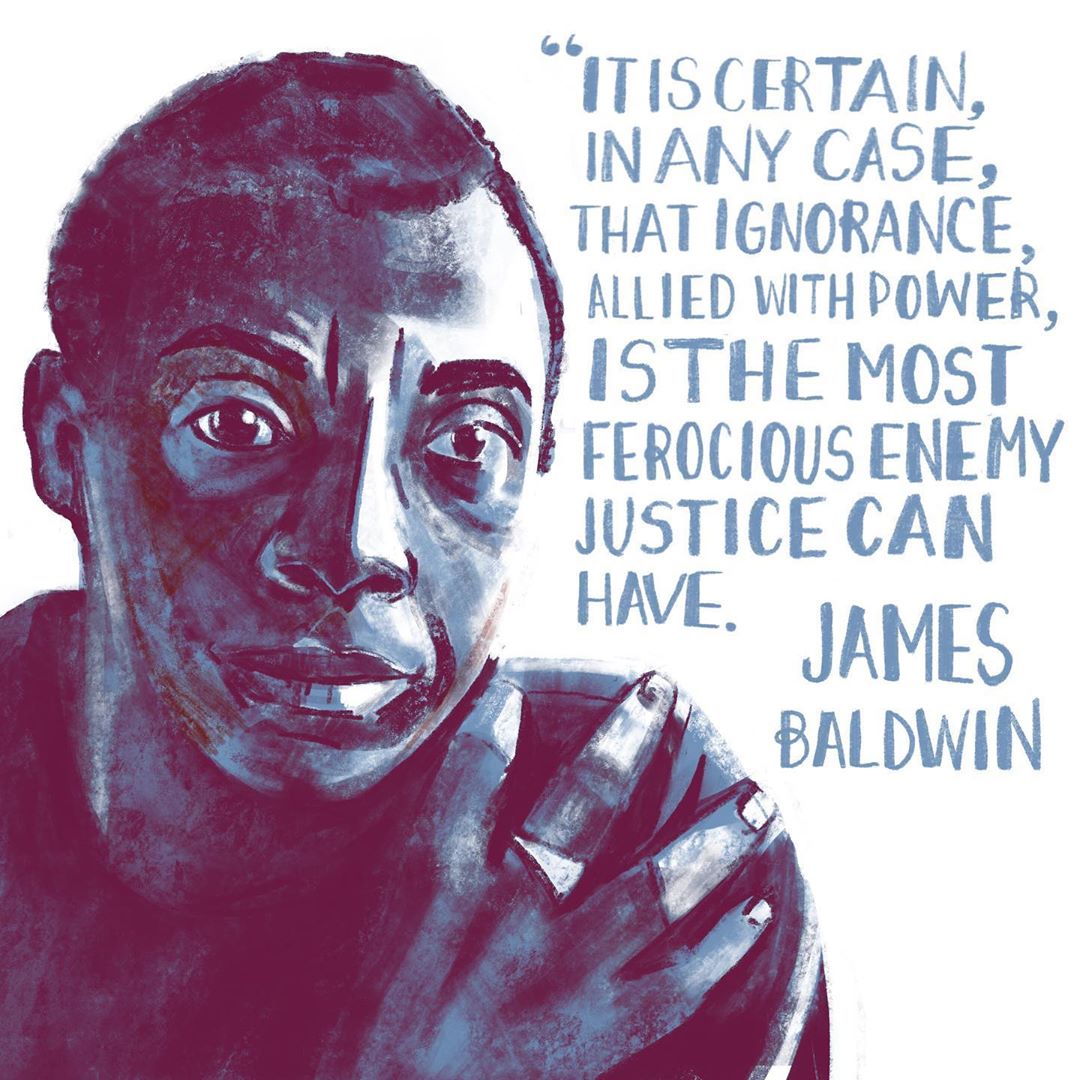 “IT IS CERTAIN,
IN ANY CASE,
THAT IGNORANCE,
ALLIED WITH POWER,
IS THE MOST
FEROCIOUS ENEMY
JUSTICE CAN
HAVE.
JAMES
BALDWIN